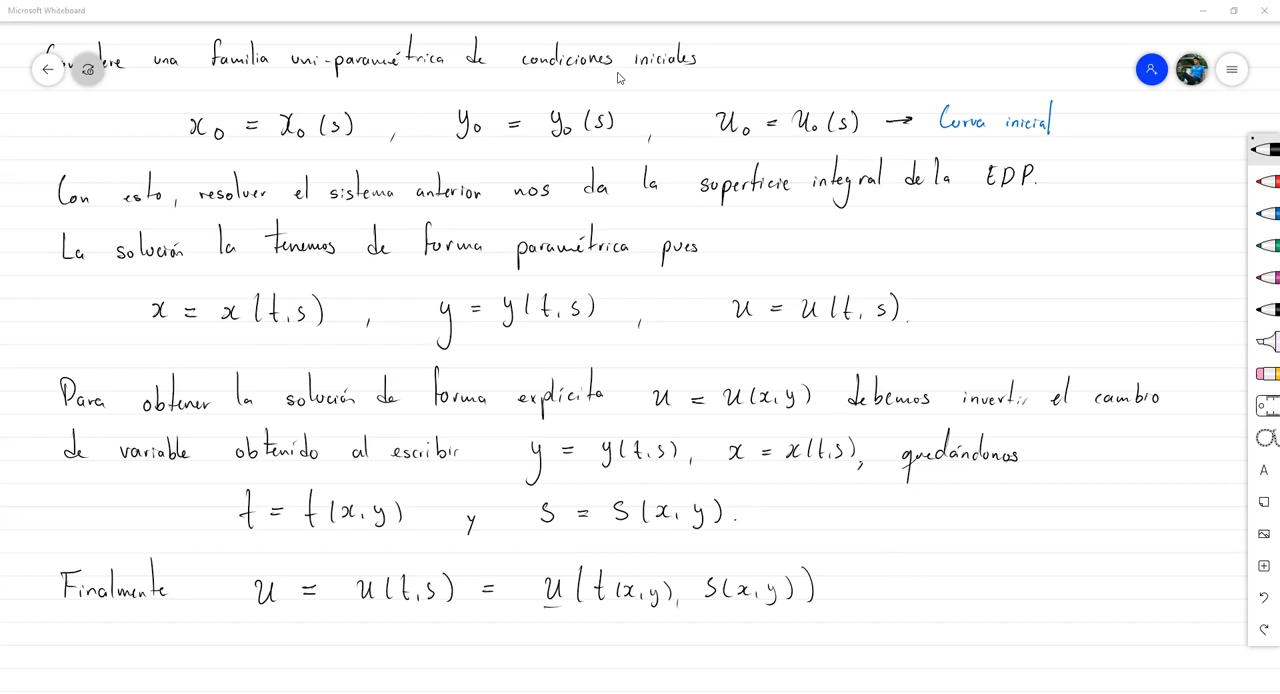 Microsoft Whiteboard
una familia uni-paramétrica de condiciones iniciales
x₀ = x₀(s) , y₀ = y₀(s) , u₀ = u₀(s) → Curva inicial
Con esto, resolver el sistema anterior nos da la superficie integral de la EDP.
La solución la tenemos de forma paramétrica pues
x = x(t,s) , y = y(t,s) , u = u(t,s).
Para obtener la solución de forma explícita u = u(x,y) debemos invertir el cambio
de variable obtenido al escribir y = y(t,s), x = x(t,s), quedándonos
t = t(x,y) y s = s(x,y).
Finalmente u = u(t,s) = u(t(x,y), s(x,y))
A